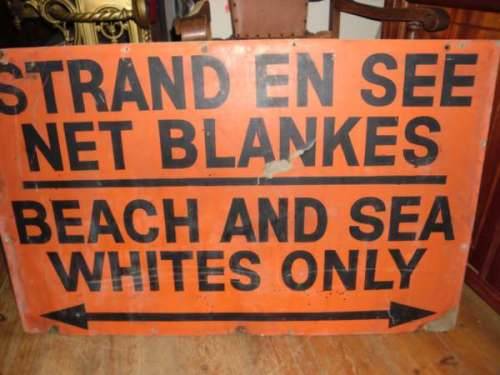 STRAND EN SEE
NET BLANKES
BEACH AND SEA
WHITES ONLY